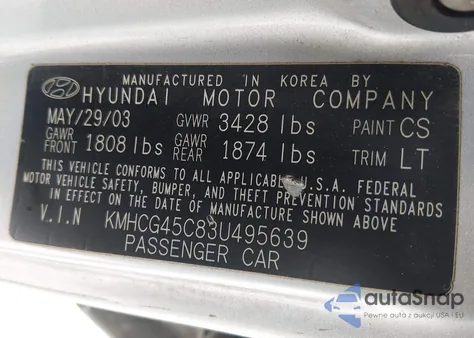 MANUFACTURED IN KOREA BY
HYUNDAI MOTOR COMPANY
MAY/29/03 GVWR 3428 lbs PAINT CS
GAWR FRONT 1808 lbs GAWR REAR 1874 lbs TRIM LT
THIS VEHICLE CONFORMS TO ALL APPLICABLE U.S.A. FEDERAL
MOTOR VEHICLE SAFETY, BUMPER, AND THEFT PREVENTION STANDARDS
IN EFFECT ON THE DATE OF MANUFACTURE SHOWN ABOVE
V.I.N KMHCG45C83U495639
PASSENGER CAR
autoSnap
Pewne auta z aukcji USA i EU